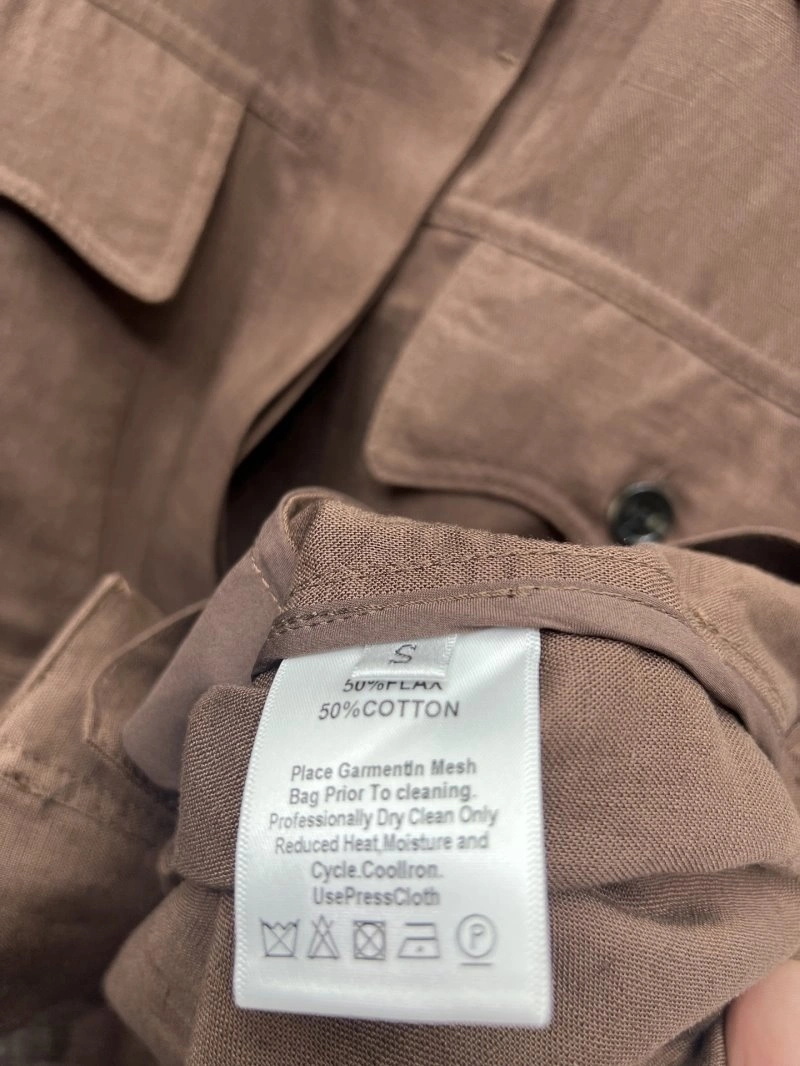 S
50%FLAX
50%COTTON
Place GarmentIn Mesh
Bag Prior To cleaning.
Professionally Dry Clean Only
Reduced Heat,Moisture and
Cycle.CoolIron.
UsePressCloth
P